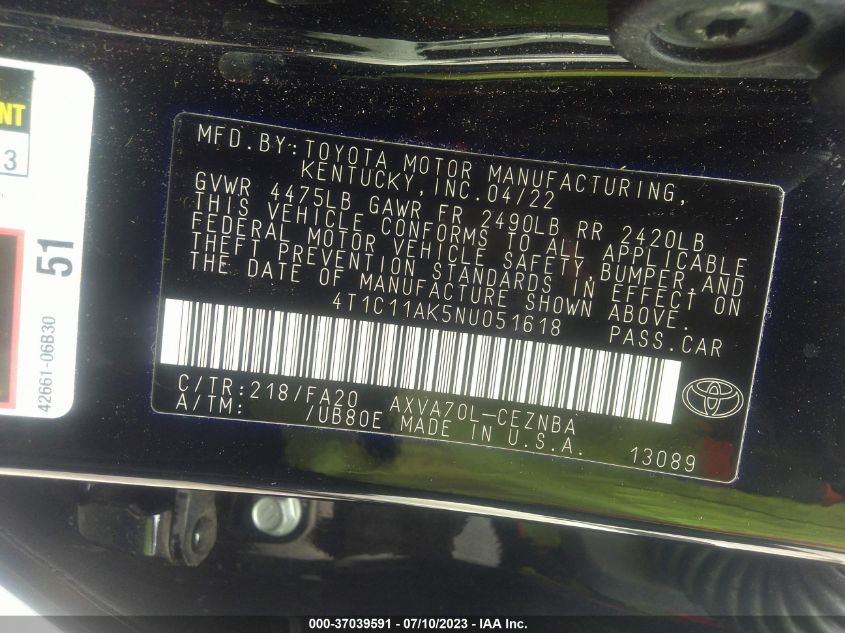 NT
3
51
42661-06B30
MFD.BY:TOYOTA MOTOR MANUFACTURING,
KENTUCKY,INC.04/22
GVWR 4475LB GAWR FR 2490LB RR 2420LB
THIS VEHICLE CONFORMS TO ALL APPLICABLE
FEDERAL MOTOR VEHICLE SAFETY,BUMPER,AND
THEFT PREVENTION STANDARDS IN EFFECT ON
THE DATE OF MANUFACTURE SHOWN ABOVE.
4T1C11AK5NU051618 PASS.CAR
C/TR:218/FA20 AXVA70L-CEZNBA
A/TM: /UB80E MADE IN U.S.A.
13089
000-37039591 - 07/10/2023 - IAA Inc.